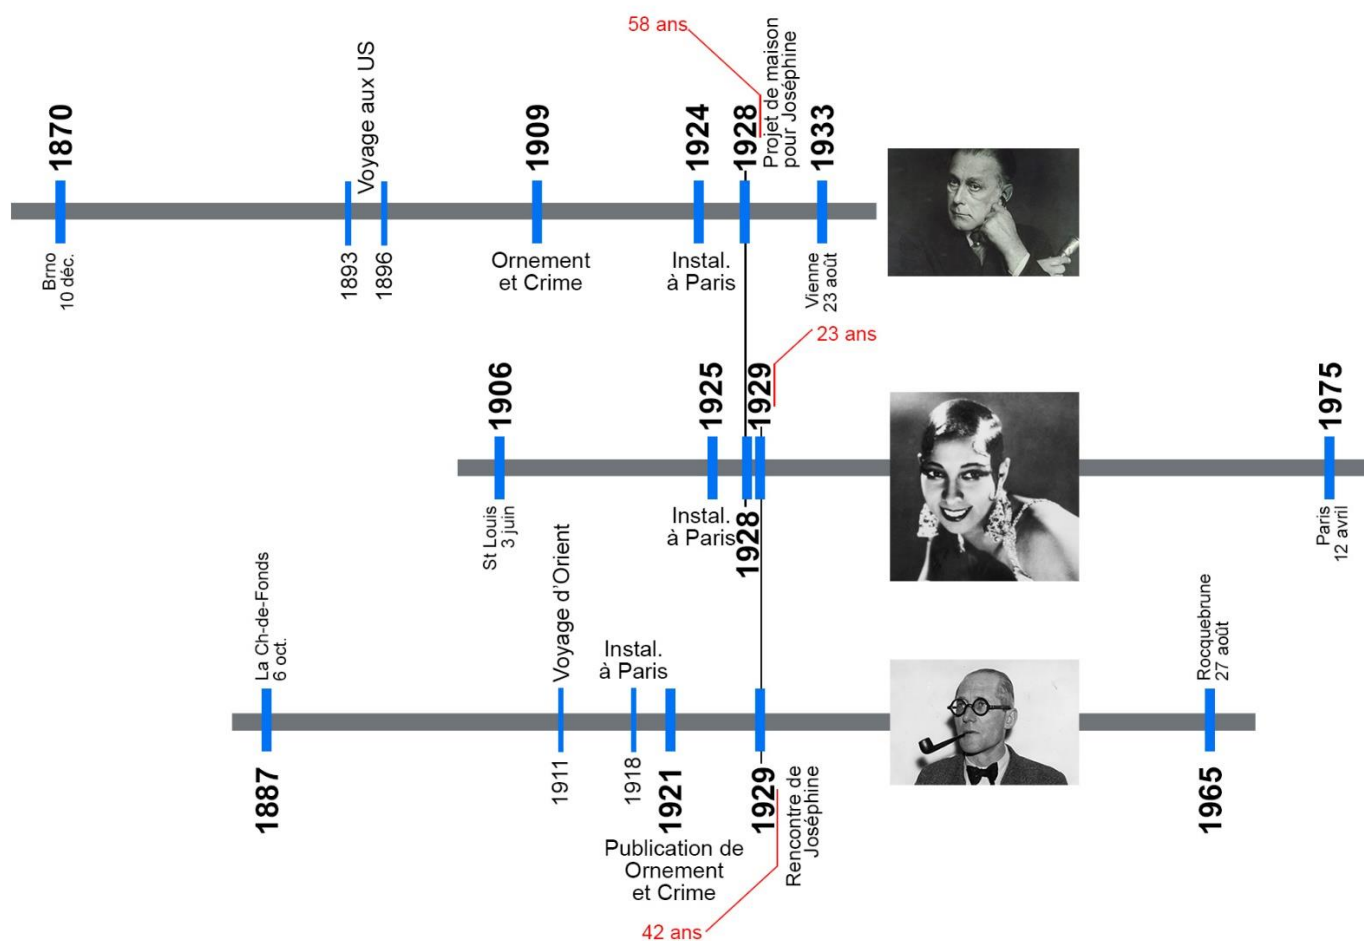 58 ans
1870
Voyage aux US
1909
1924
1928
Projet de maison
pour Joséphine
1933
Brno
10 déc.
1893
1896
Ornement
et Crime
Instal.
à Paris
Vienne
23 août
23 ans
1906
1925
1929
1975
St Louis
3 juin
Instal.
à Paris
1928
Paris
12 avril
La Ch-de-Fonds
6 oct.
Voyage d'Orient
Instal.
à Paris
Rocquebrune
27 août
1887
1911
1918
1921
1929
Rencontre de
Joséphine
1965
Publication de
Ornement
et Crime
42 ans